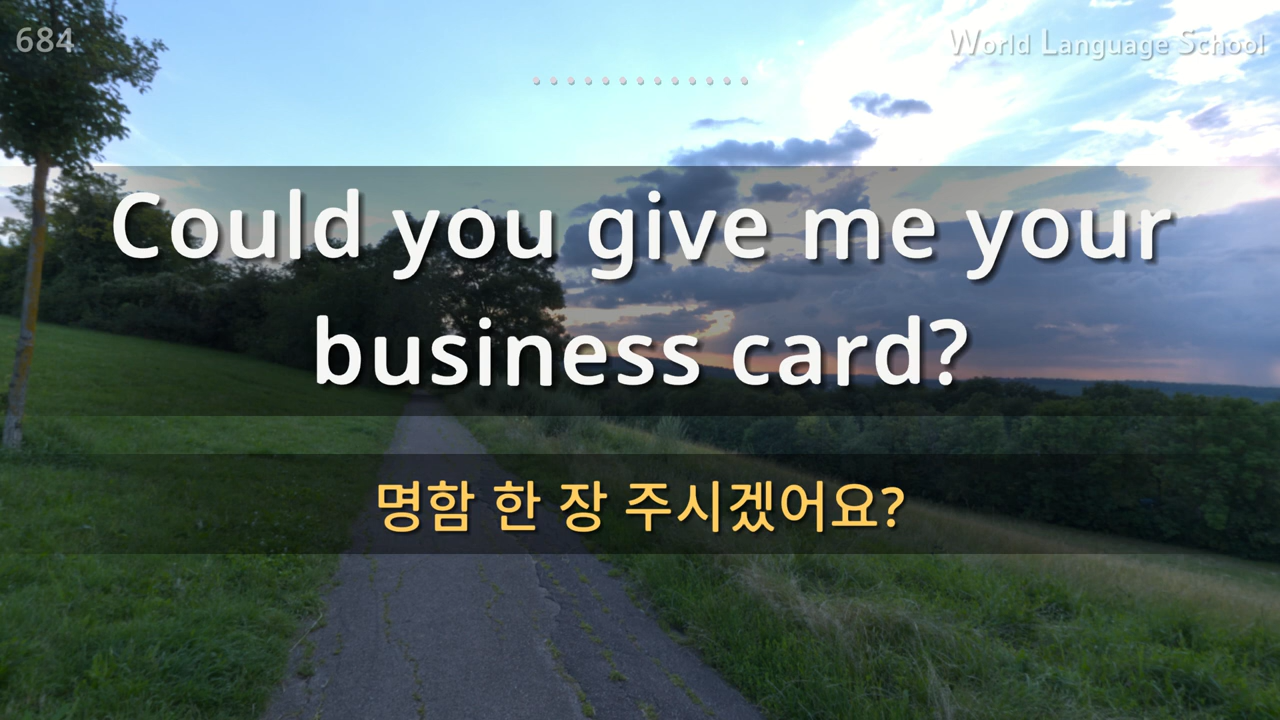 684
World Language School
Could you give me your
business card?
명함 한 장 주시겠어요?